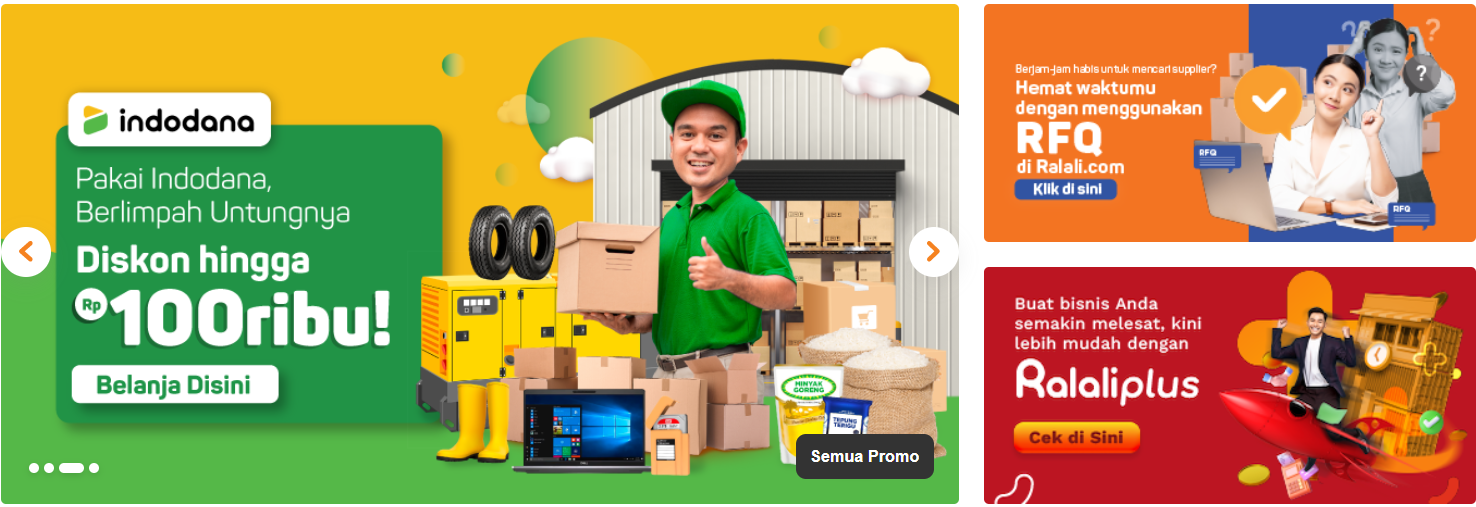 indodana
Pakai Indodana,
Berlimpah Untungnya
Diskon hingga
Rp 100ribu!
Belanja Disini
MINYAK
GORENG
TEPUNG
TERIGU
Semua Promo
Berjam-jam habis untuk mencari supplier?
Hemat waktumu
dengan menggunakan
RFQ
di Ralali.com
Klik di sini
?
?
RFQ
RFQ
Buat bisnis Anda
semakin melesat, kini
lebih mudah dengan
Ralaliplus
Cek di Sini